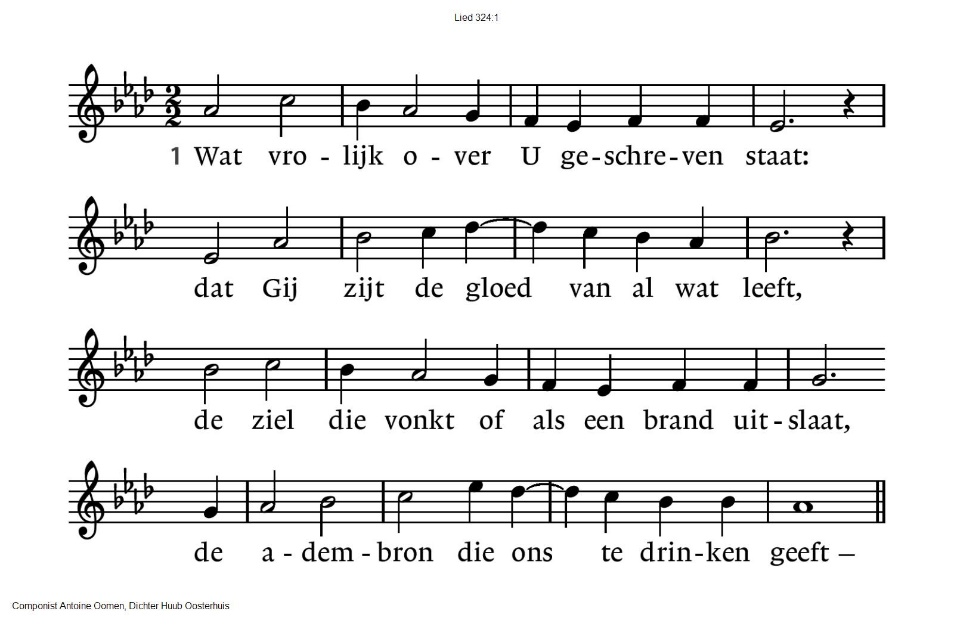 Lied 324:1
1 Wat vro - lijk o - ver U ge-schre-ven staat:
dat Gij zijt de gloed van al wat leeft,
de ziel die vonkt of als een brand uit-slaat,
de a-dem-bron die ons te drin-ken geeft –
Componist Antoine Oomen, Dichter Huub Oosterhuis